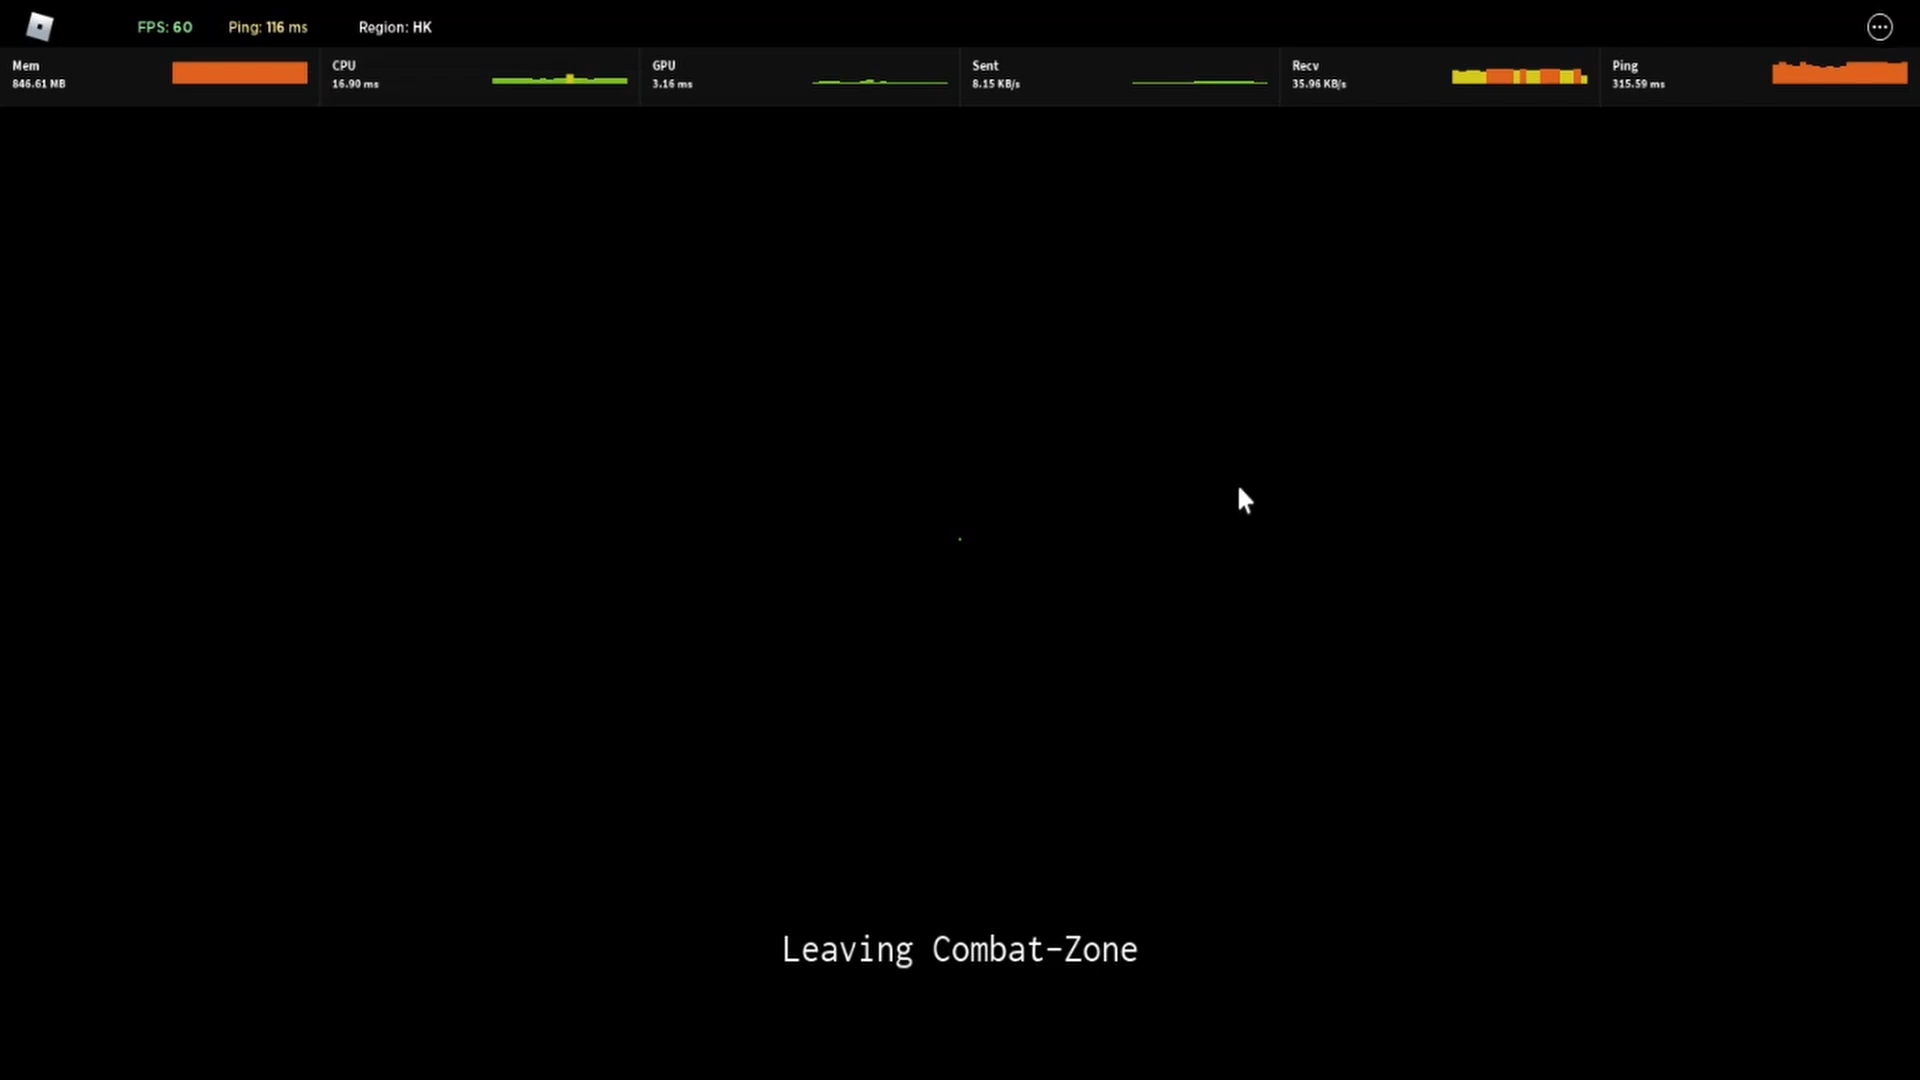 FPS: 60 Ping: 116 ms Region: HK
Mem CPU GPU Sent Recv Ping
846.61 MB 16.90 ms 3.16 ms 8.15 KB/s 35.96 KB/s 315.59 ms
Leaving Combat-Zone